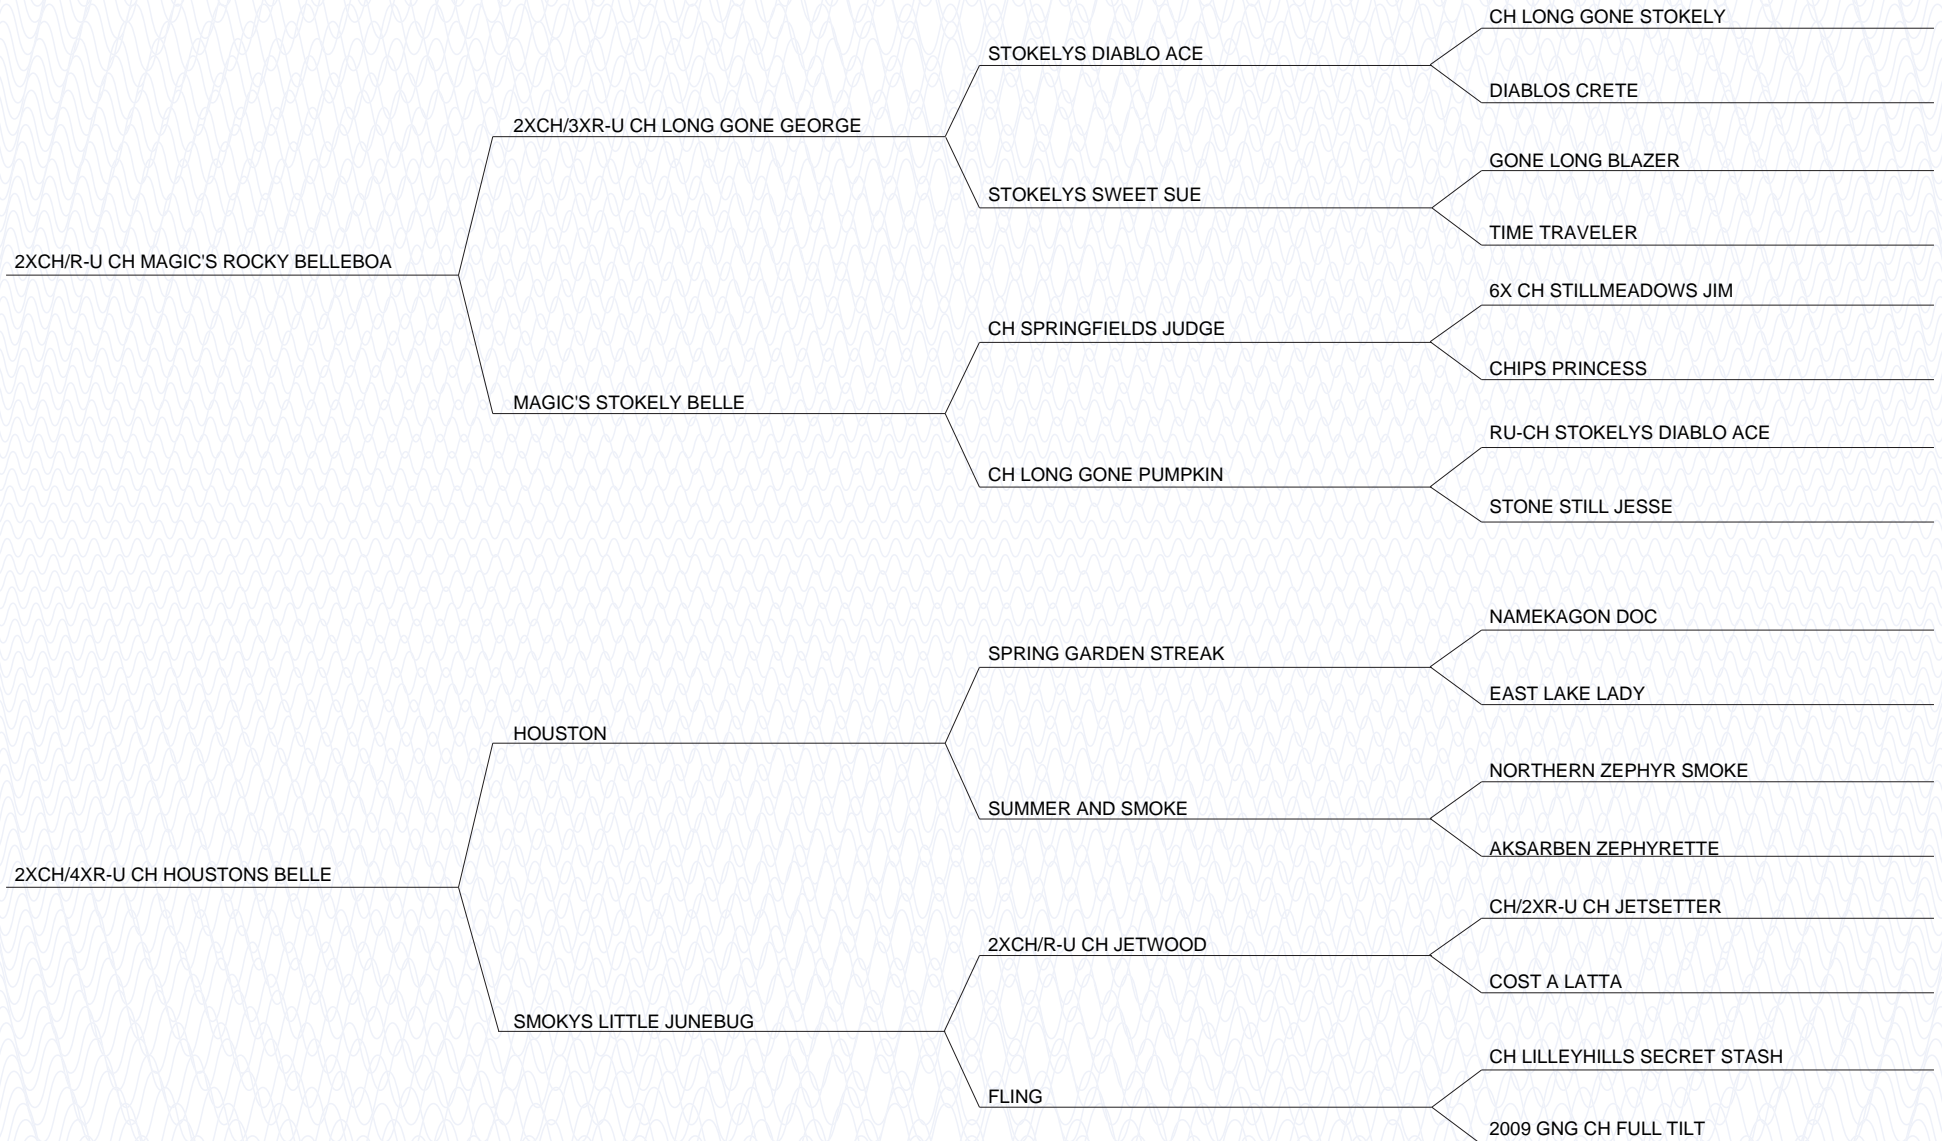 CH LONG GONE STOKELY
STOKELYS DIABLO ACE
DIABLOS CRETE
2XCH/3XR-U CH LONG GONE GEORGE
GONE LONG BLAZER
STOKELYS SWEET SUE
TIME TRAVELER
2XCH/R-U CH MAGIC'S ROCKY BELLEBOA
6X CH STILLMEADOWS JIM
CH SPRINGFIELDS JUDGE
CHIPS PRINCESS
MAGIC'S STOKELY BELLE
RU-CH STOKELYS DIABLO ACE
CH LONG GONE PUMPKIN
STONE STILL JESSE
NAMEKAGON DOC
SPRING GARDEN STREAK
EAST LAKE LADY
HOUSTON
NORTHERN ZEPHYR SMOKE
SUMMER AND SMOKE
AKSARBEN ZEPHYRETTE
2XCH/4XR-U CH HOUSTONS BELLE
CH/2XR-U CH JETSETTER
2XCH/R-U CH JETWOOD
COST A LATTA
SMOKYS LITTLE JUNEBUG
CH LILLEYHILLS SECRET STASH
FLING
2009 GNG CH FULL TILT